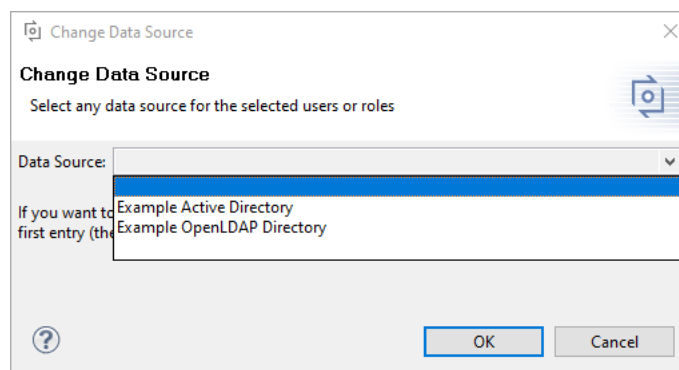 Change Data Source
Change Data Source
Select any data source for the selected users or roles
Data Source:
Example Active Directory
Example OpenLDAP Directory
If you want to
first entry (the
?
OK
Cancel